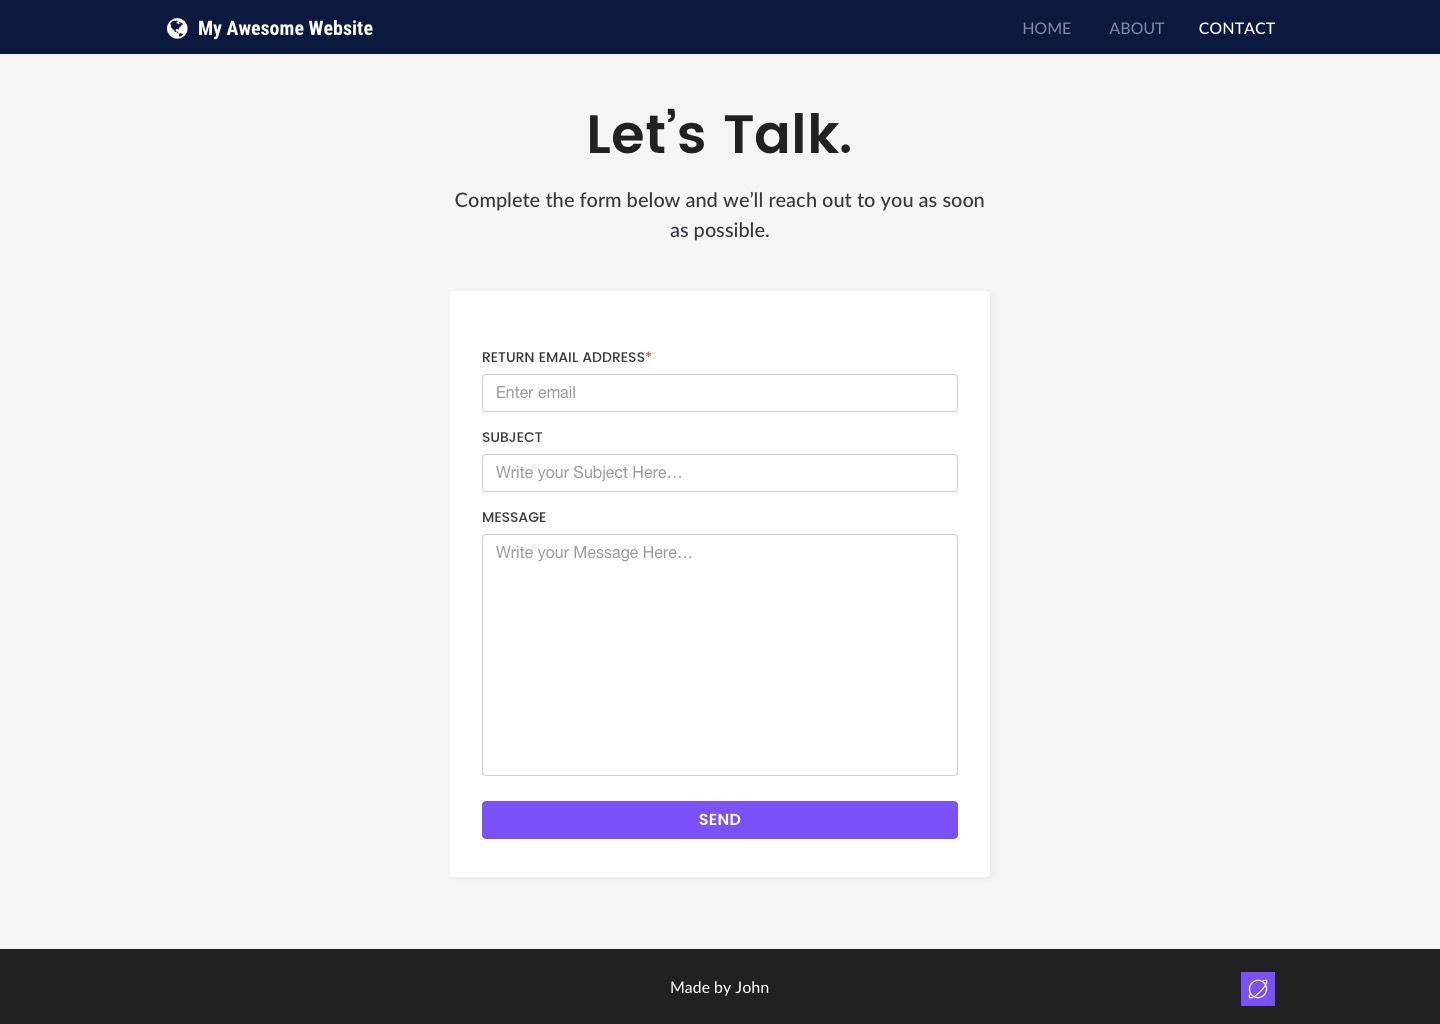 My Awesome Website
HOME ABOUT CONTACT
Let’s Talk.
Complete the form below and we’ll reach out to you as soon
as possible.
RETURN EMAIL ADDRESS*
Enter email
SUBJECT
Write your Subject Here...
MESSAGE
Write your Message Here...
SEND
Made by John